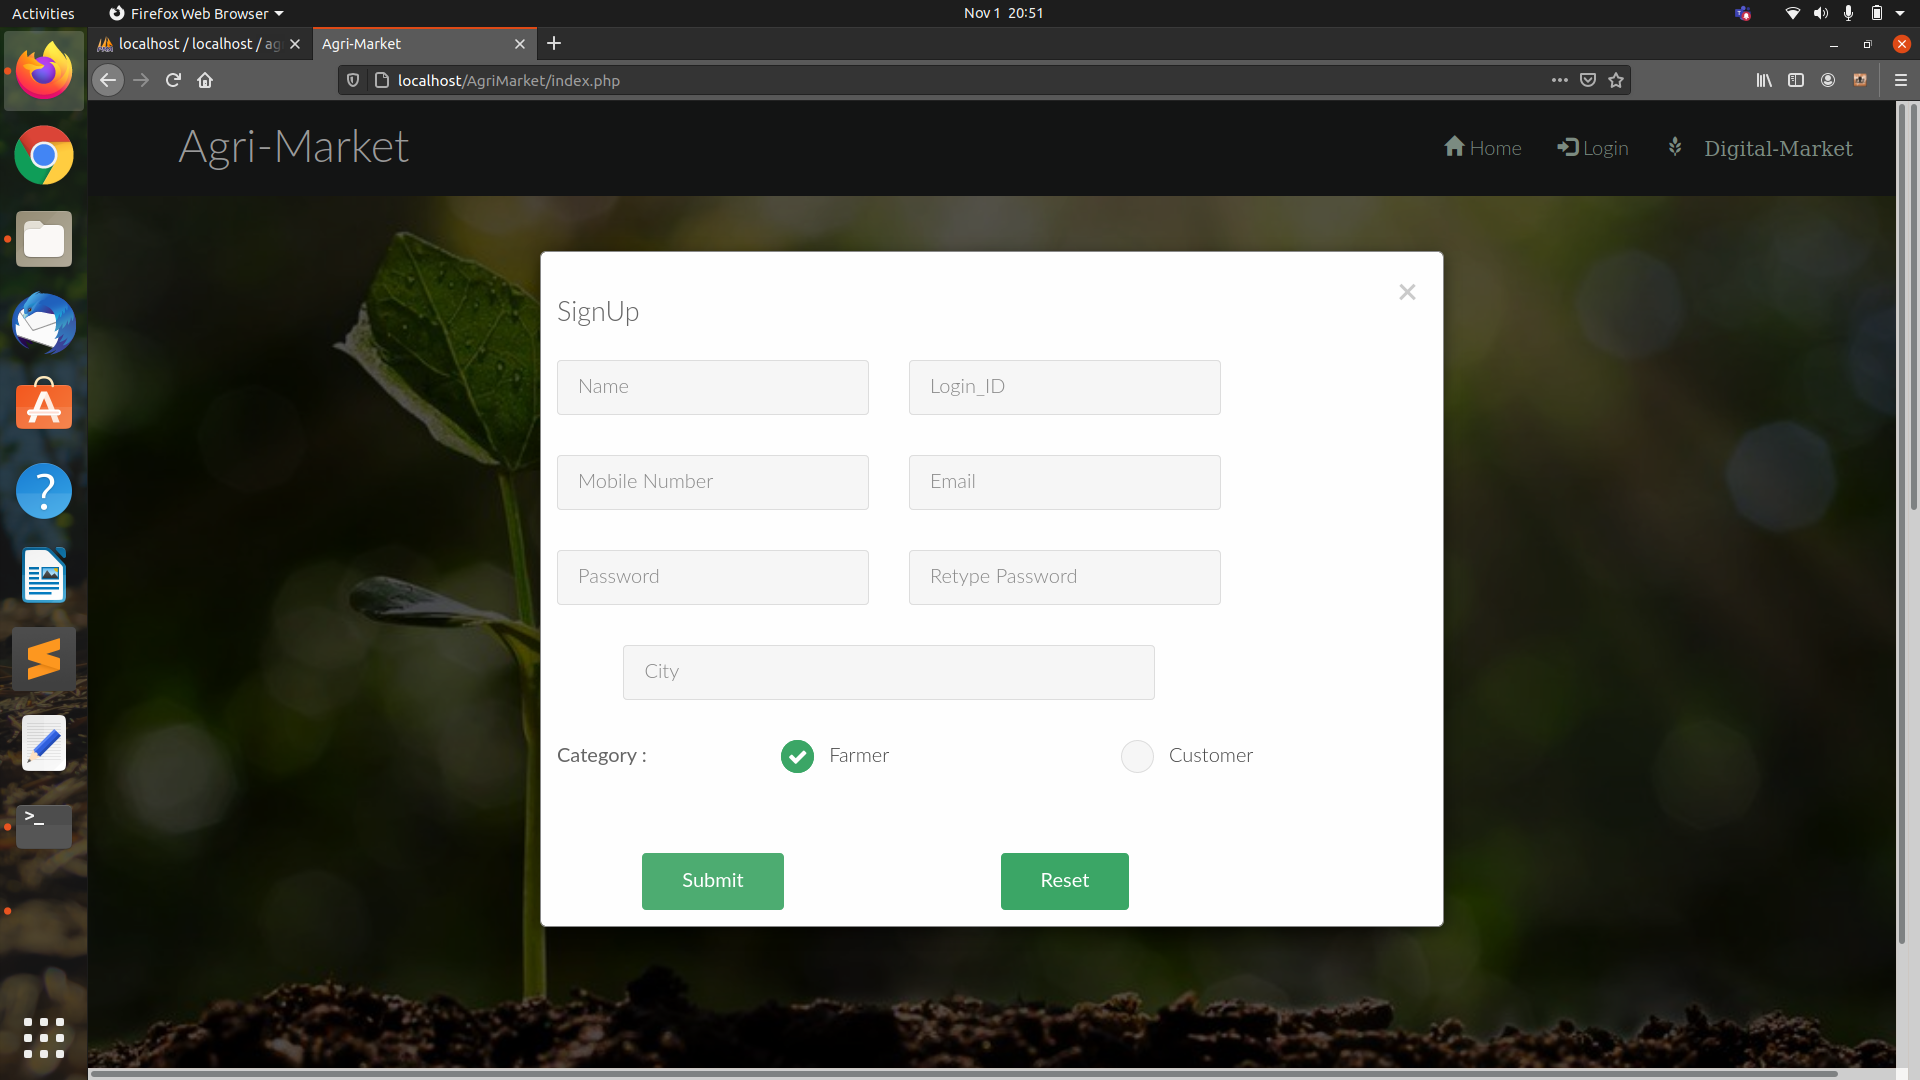 Activities Firefox Web Browser Nov 1 20:51
localhost / localhost / ag Agri-Market
localhost/AgriMarket/index.php
Agri-Market Home Login Digital-Market
SignUp
Name Login_ID
Mobile Number Email
Password Retype Password
City
Category : Farmer Customer
Submit Reset